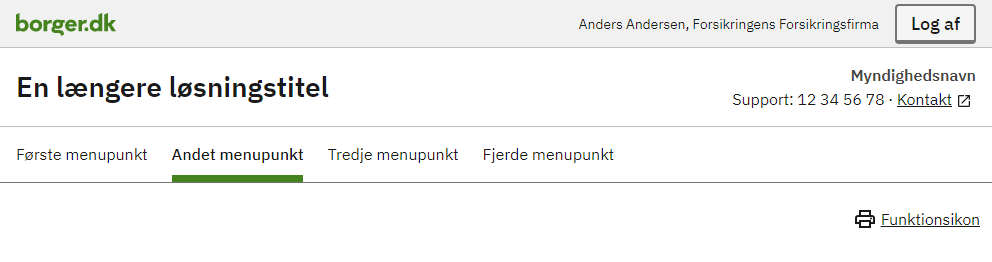 borger.dk
Anders Andersen, Forsikringens Forsikringsfirma
Log af
En længere løsningstitel
Myndighedsnavn
Support: 12 34 56 78 · Kontakt
Første menupunkt
Andet menupunkt
Tredje menupunkt
Fjerde menupunkt
Funktionsikon